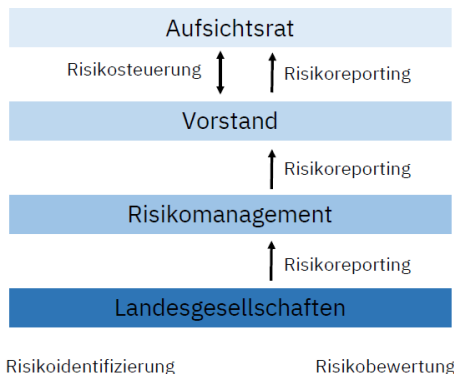 Aufsichtsrat
Risikosteuerung Risikoreporting
Vorstand
Risikoreporting
Risikomanagement
Risikoreporting
Landesgesellschaften
Risikoidentifizierung Risikobewertung